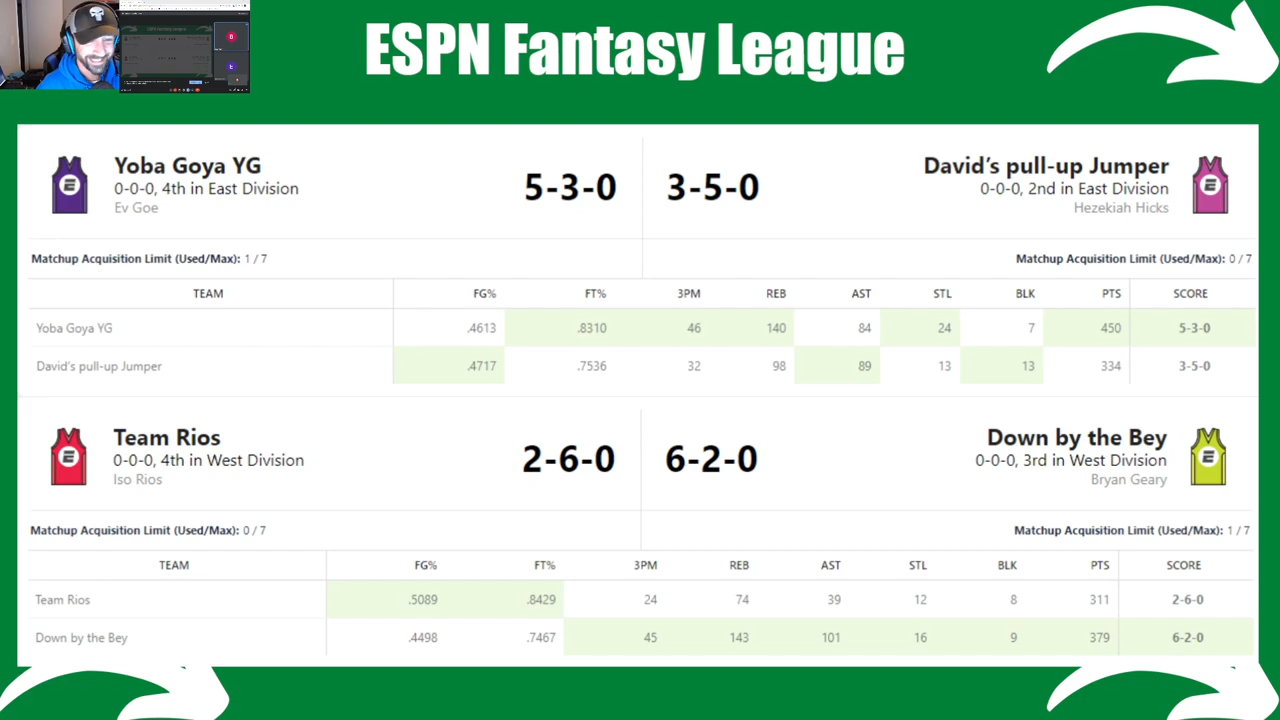 ESPN Fantasy League
Yoba Goya YG
0-0-0, 4th in East Division
Ev Goe
5-3-0 3-5-0
David's pull-up Jumper
0-0-0, 2nd in East Division
Hezekiah Hicks
Matchup Acquisition Limit (Used/Max): 1 / 7
Matchup Acquisition Limit (Used/Max): 0 / 7
TEAM FG% FT% 3PM REB AST STL BLK PTS SCORE
Yoba Goya YG .4613 .8310 46 140 84 24 7 450 5-3-0
David's pull-up Jumper .4717 .7536 32 98 89 13 13 334 3-5-0
Team Rios
0-0-0, 4th in West Division
Iso Rios
2-6-0 6-2-0
Down by the Bey
0-0-0, 3rd in West Division
Bryan Geary
Matchup Acquisition Limit (Used/Max): 0 / 7
Matchup Acquisition Limit (Used/Max): 1 / 7
TEAM FG% FT% 3PM REB AST STL BLK PTS SCORE
Team Rios .5089 .8429 24 74 39 12 8 311 2-6-0
Down by the Bey .4498 .7467 45 143 101 16 9 379 6-2-0